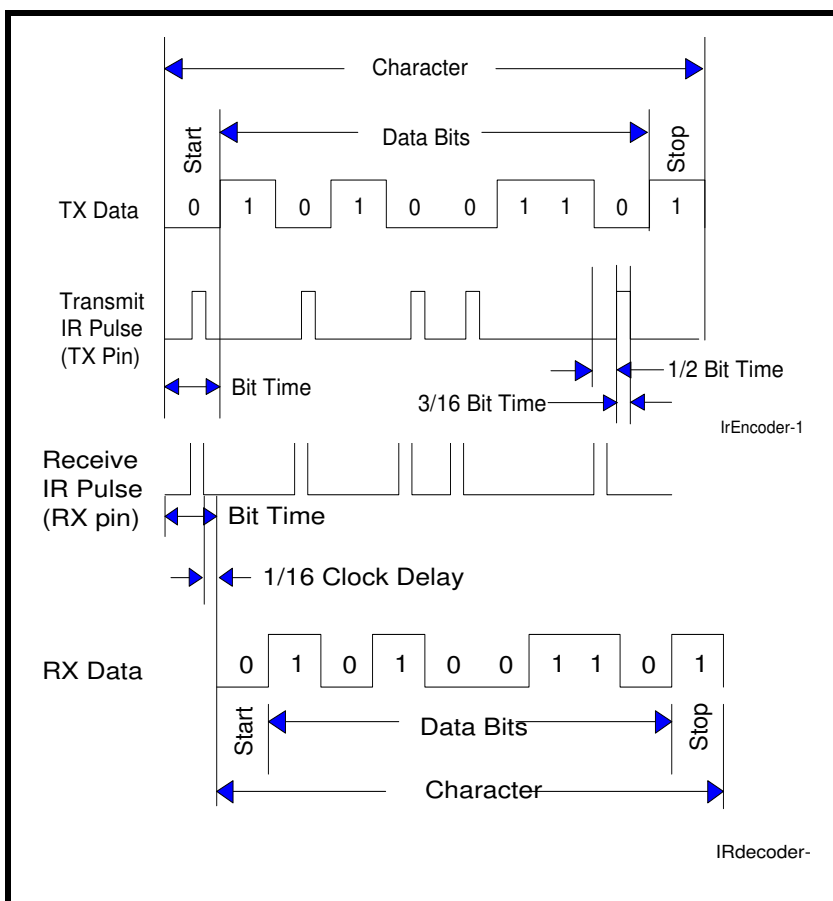 Character
Start
Data Bits
Stop
TX Data
0 1 0 1 0 0 1 1 0 1
Transmit
IR Pulse
(TX Pin)
Bit Time
1/2 Bit Time
3/16 Bit Time
IrEncoder-1
Receive
IR Pulse
(RX pin)
Bit Time
1/16 Clock Delay
RX Data
0 1 0 1 0 0 1 1 0 1
Start
Data Bits
Stop
Character
IRdecoder-